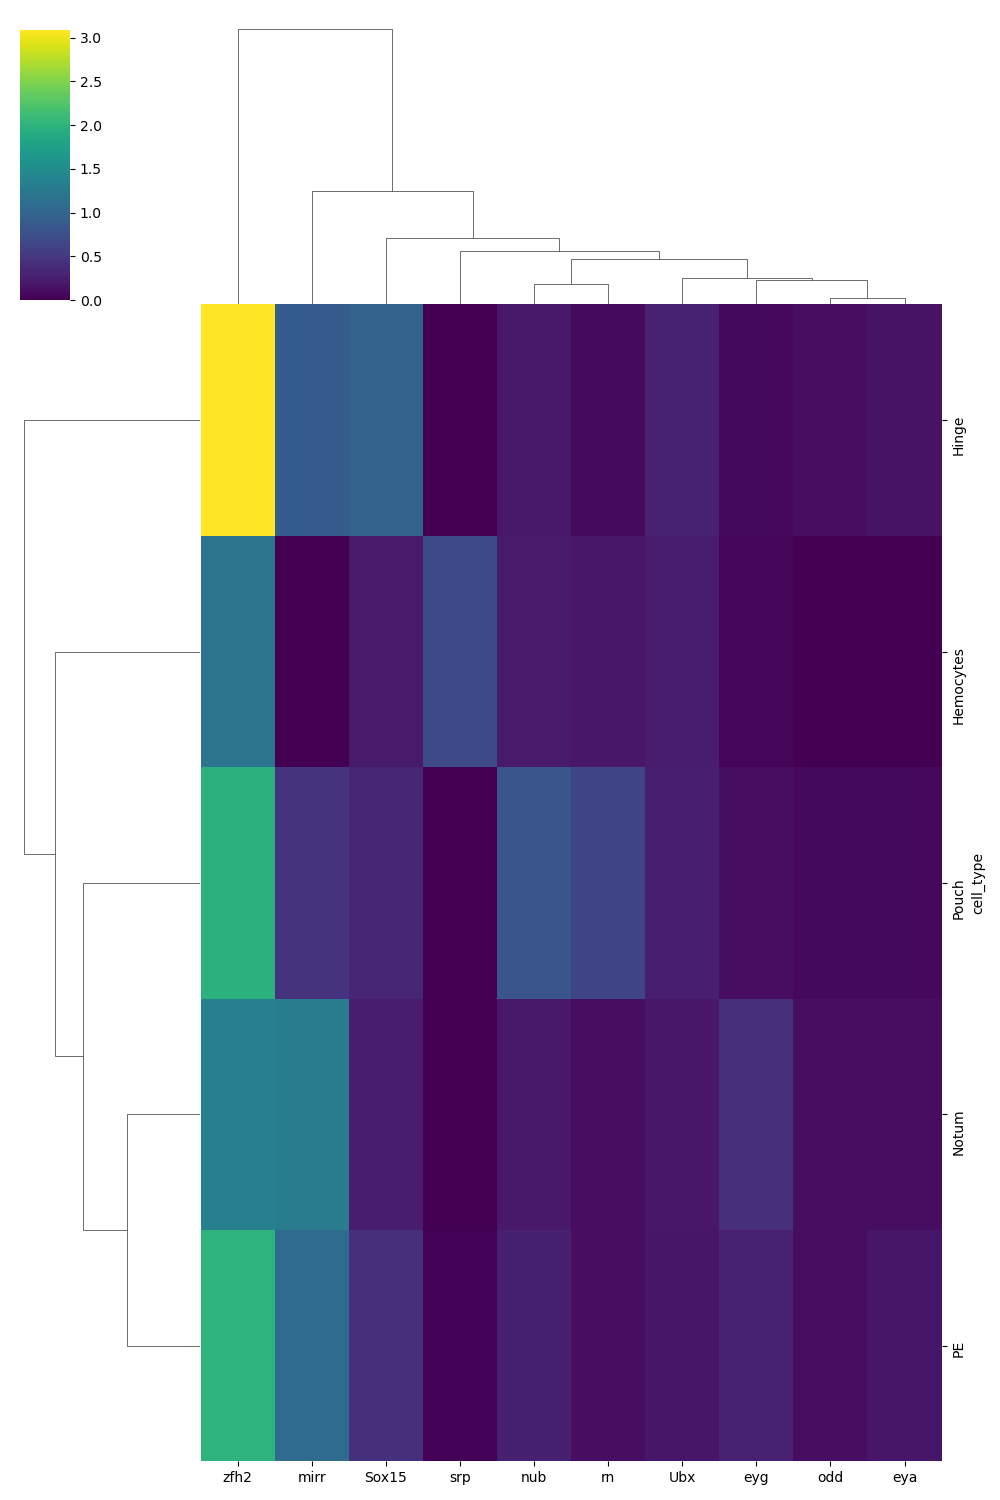 3.0
2.5
2.0
1.5
1.0
0.5
0.0
Hinge
Hemocytes
Pouch
Notum
PE
cell_type
zfh2 mirr Sox15 srp nub rn Ubx eyg odd eya